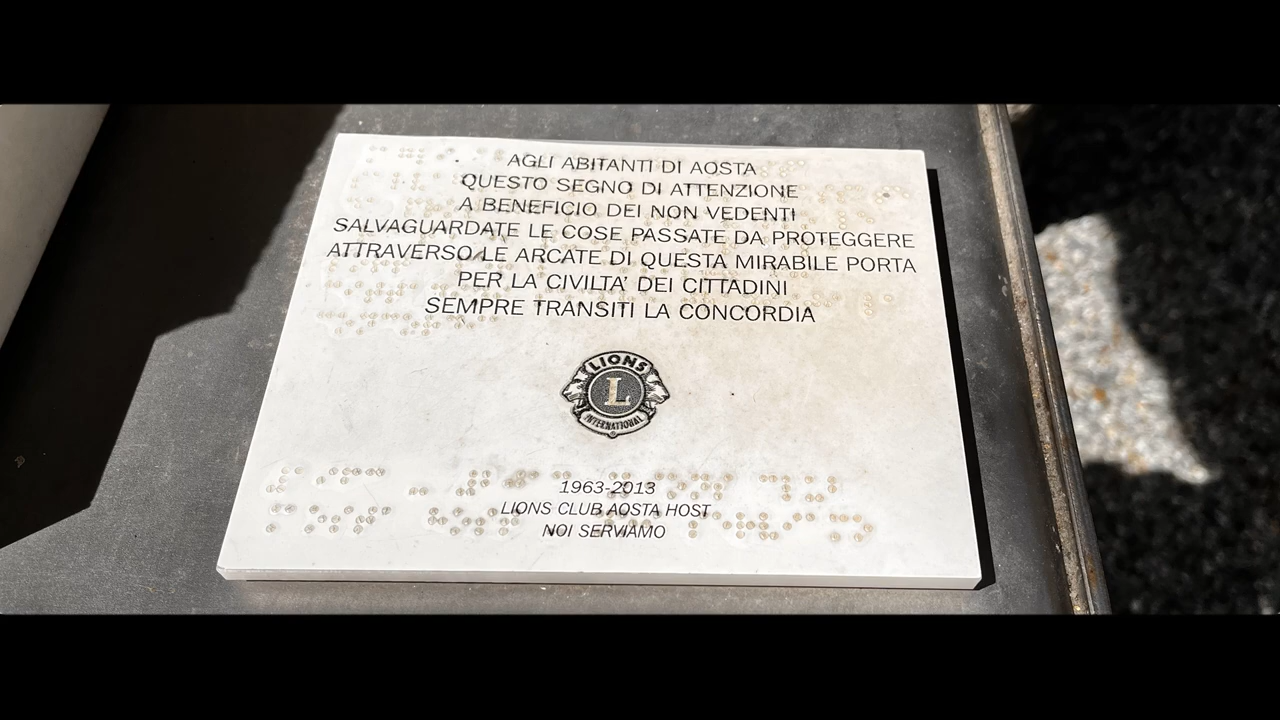 AGLI ABITANTI DI AOSTA
QUESTO SEGNO DI ATTENZIONE
A BENEFICIO DEI NON VEDENTI
SALVAGUARDATE LE COSE PASSATE DA PROTEGGERE
ATTRAVERSO LE ARCATE DI QUESTA MIRABILE PORTA
PER LA CIVILTA' DEI CITTADINI
SEMPRE TRANSITI LA CONCORDIA
LIONS
L
INTERNATIONAL
1963-2013
LIONS CLUB AOSTA HOST
NOI SERVIAMO